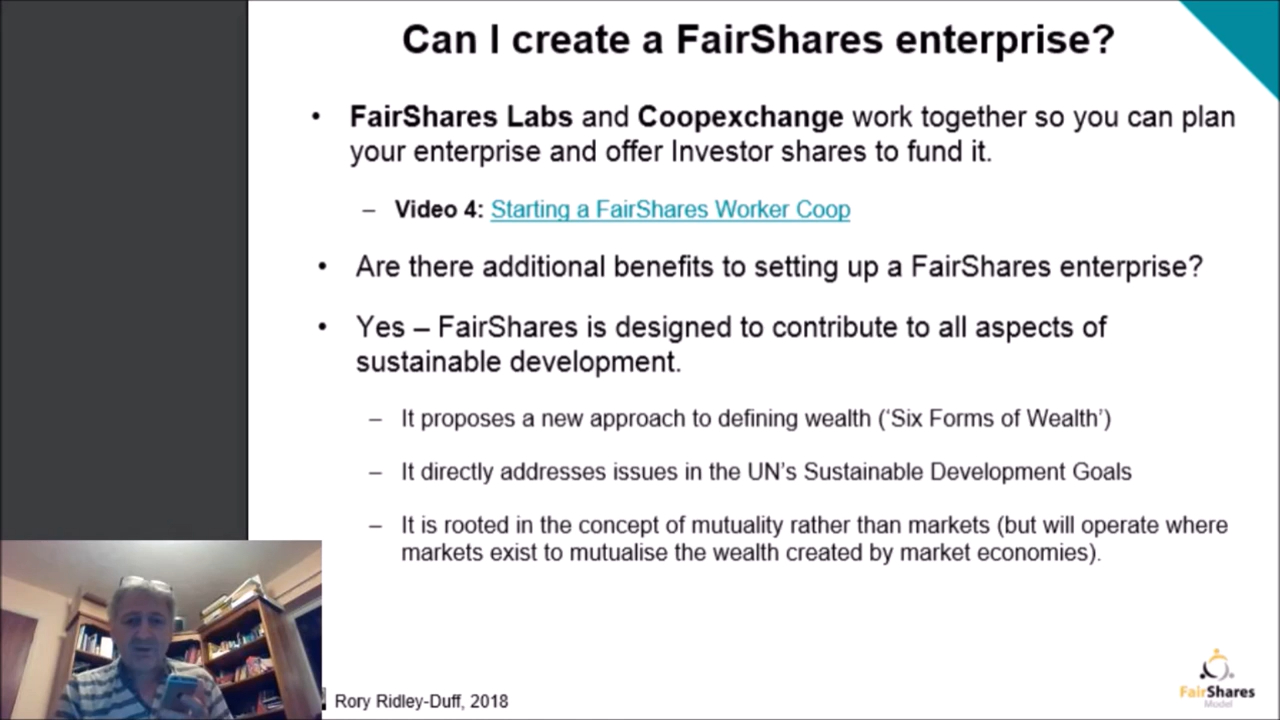 Can I create a FairShares enterprise?
• FairShares Labs and Coopexchange work together so you can plan
your enterprise and offer Investor shares to fund it.
– Video 4: Starting a FairShares Worker Coop
• Are there additional benefits to setting up a FairShares enterprise?
• Yes – FairShares is designed to contribute to all aspects of
sustainable development.
– It proposes a new approach to defining wealth (‘Six Forms of Wealth’)
– It directly addresses issues in the UN’s Sustainable Development Goals
– It is rooted in the concept of mutuality rather than markets (but will operate where
markets exist to mutualise the wealth created by market economies).
Rory Ridley-Duff, 2018
FairShares
Model